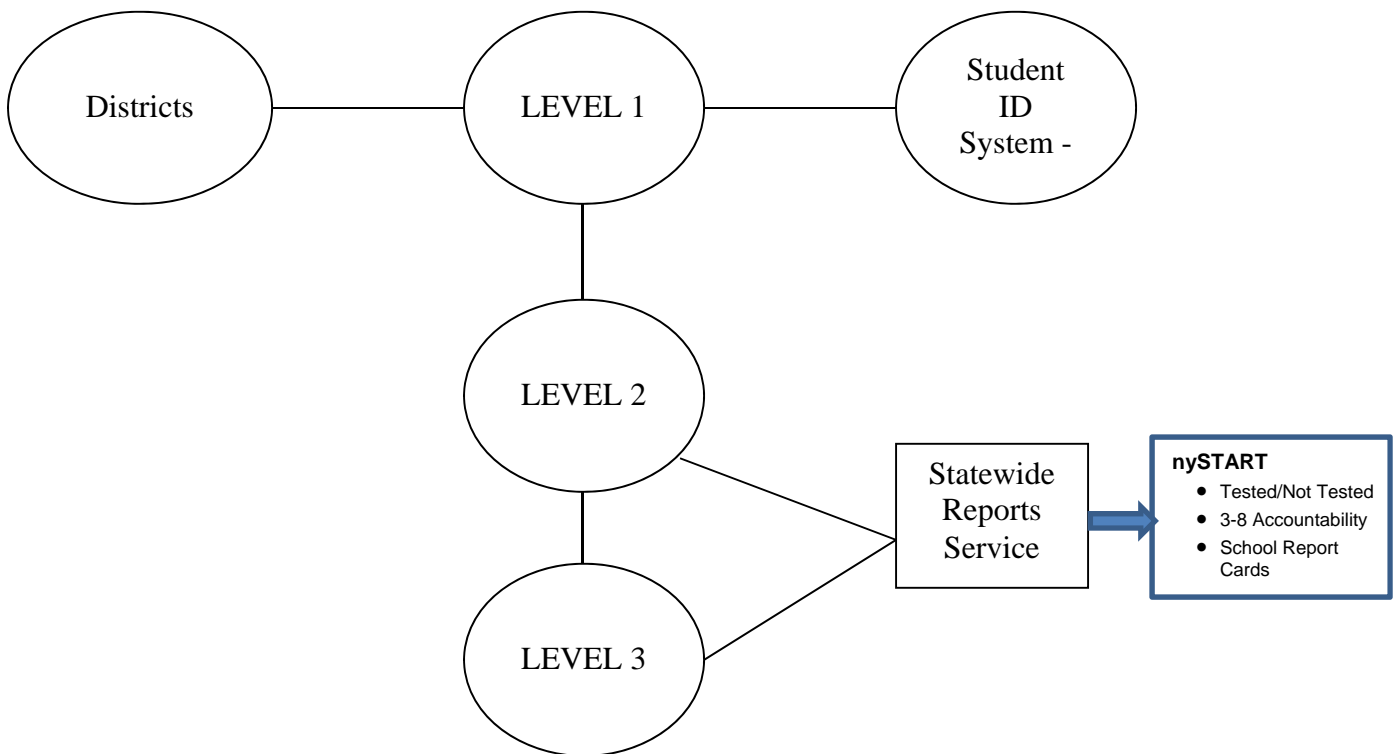 Districts
LEVEL 1
Student
ID
System -
LEVEL 2
Statewide
Reports
Service
nySTART
• Tested/Not Tested
• 3-8 Accountability
• School Report
Cards
LEVEL 3